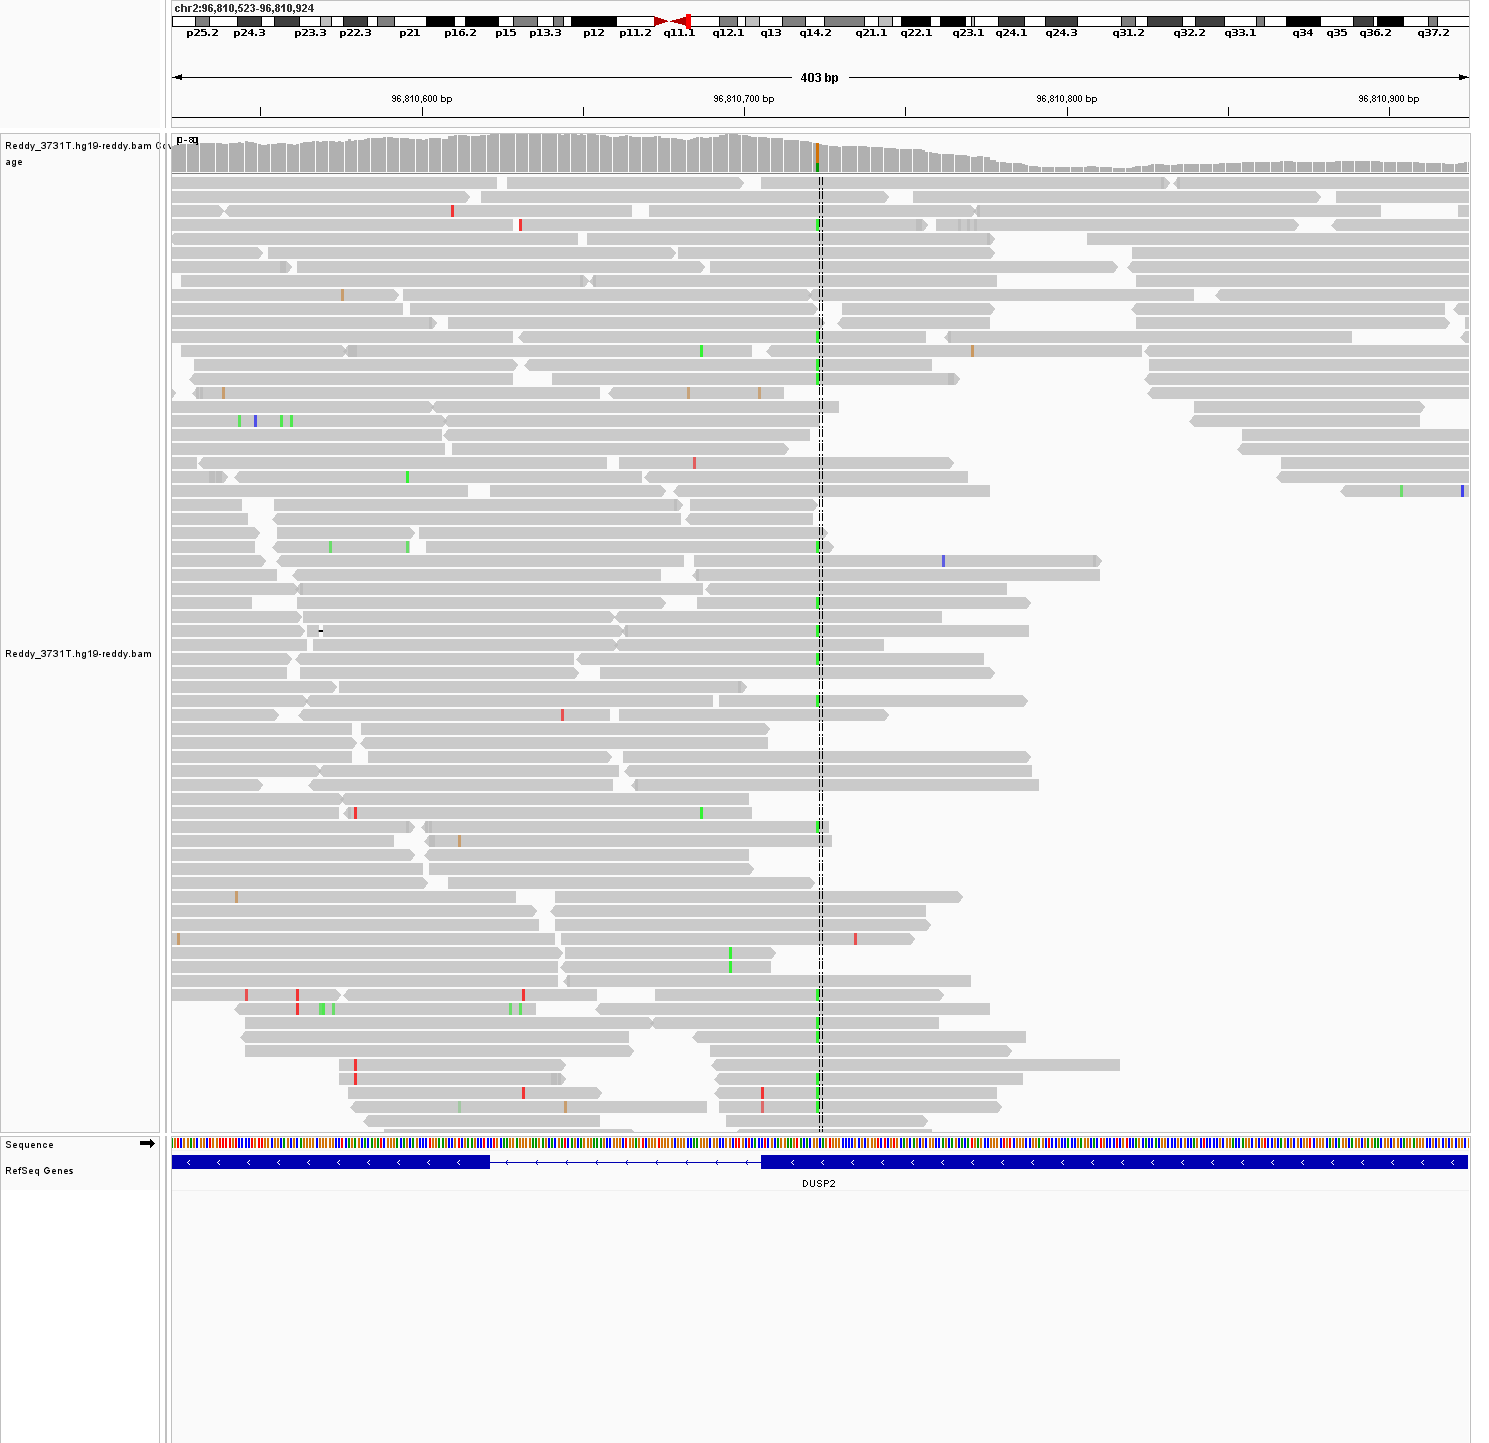 chr2:96,810,523-96,810,924
p25.2 p24.3 p23.3 p22.3 p21 p16.2 p15 p13.3 p12 p11.2 q11.1 q12.1 q13 q14.2 q21.1 q22.1 q23.1 q24.1 q24.3 q31.2 q32.2 q33.1 q34 q35 q36.2 q37.2
403 bp
96,810,600 bp 96,810,700 bp 96,810,800 bp 96,810,900 bp
Reddy_3731T.hg19-reddy.bam Cov
age
Reddy_3731T.hg19-reddy.bam
Sequence
RefSeq Genes
DUSP2